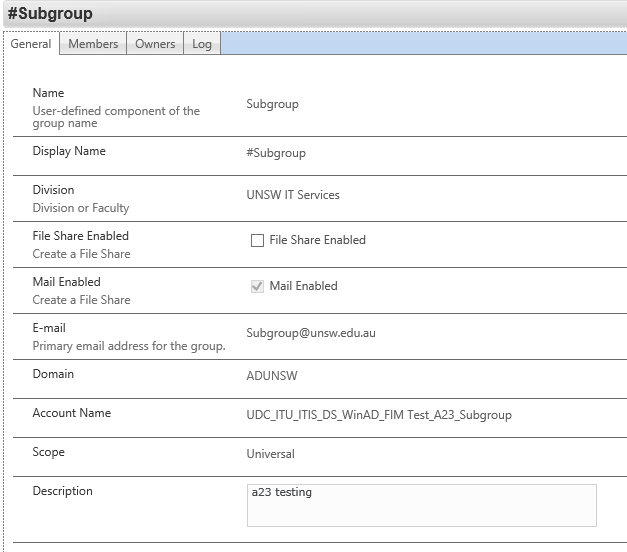 #Subgroup
General Members Owners Log
Name
User-defined component of the
group name
Subgroup
Display Name
#Subgroup
Division
Division or Faculty
UNSW IT Services
File Share Enabled
Create a File Share
File Share Enabled
Mail Enabled
Create a File Share
Mail Enabled
E-mail
Primary email address for the group.
Subgroup@unsw.edu.au
Domain
ADUNSW
Account Name
UDC_ITU_ITIS_DS_WinAD_FIM Test_A23_Subgroup
Scope
Universal
Description
a23 testing